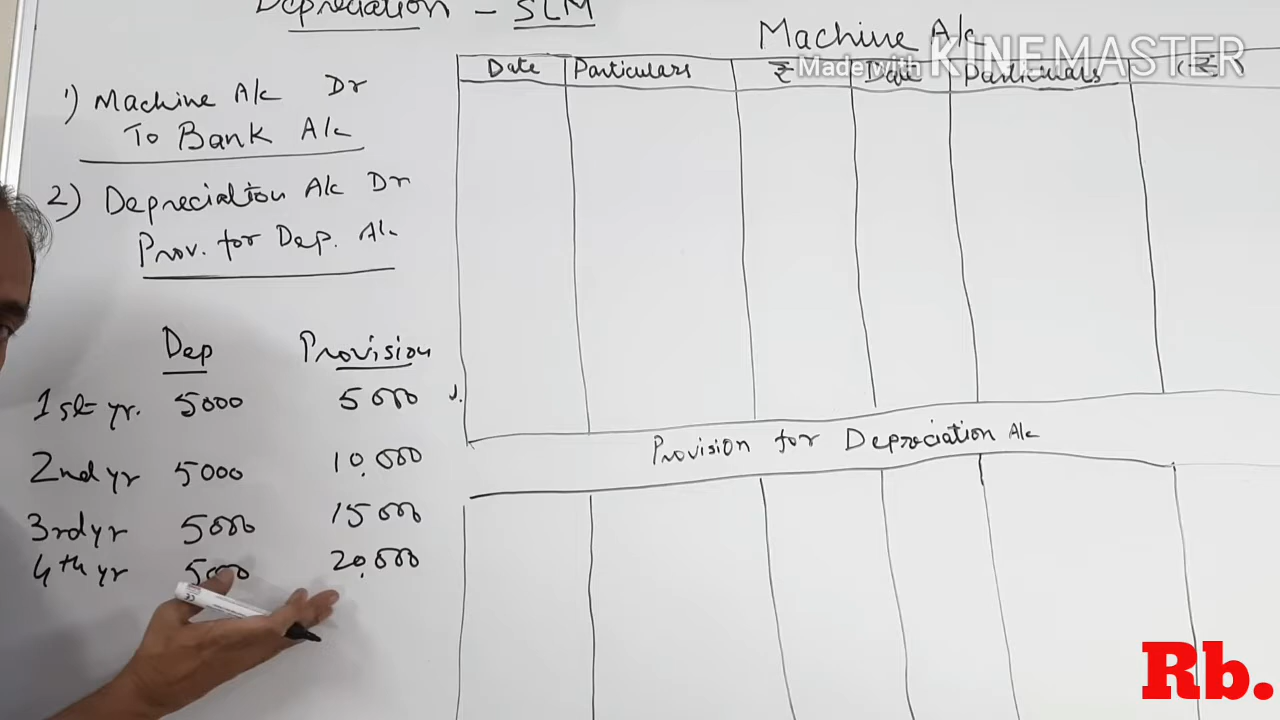 Depreciation - SLM
1) Machine A/c Dr
To Bank A/c
2) Depreciation A/c Dr
Prov. for Dep. A/c
Dep Provision
1st yr. 5000 5000
2nd yr 5000 10,000
3rd yr 5000 15000
4th yr 5000 20,000
Machine A/c
Date Particulars ₹ Date Particulars (₹)
Made with KINEMASTER
Provision for Depreciation A/c
Rb.